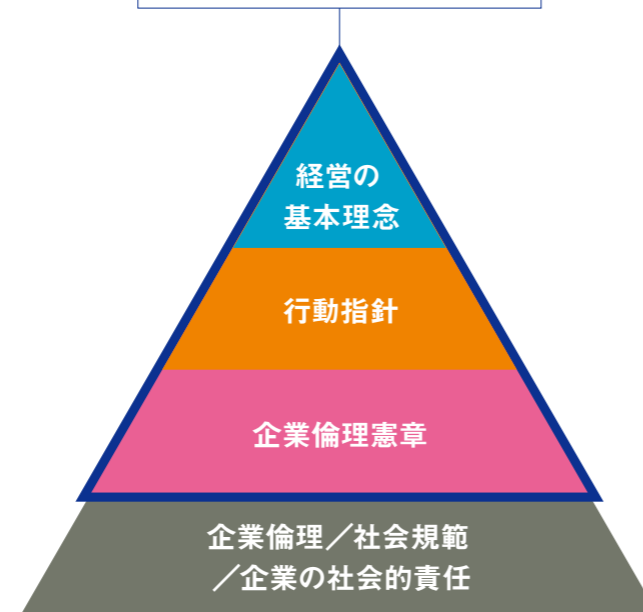 経営の
基本理念
行動指針
企業倫理憲章
企業倫理／社会規範
／企業の社会的責任